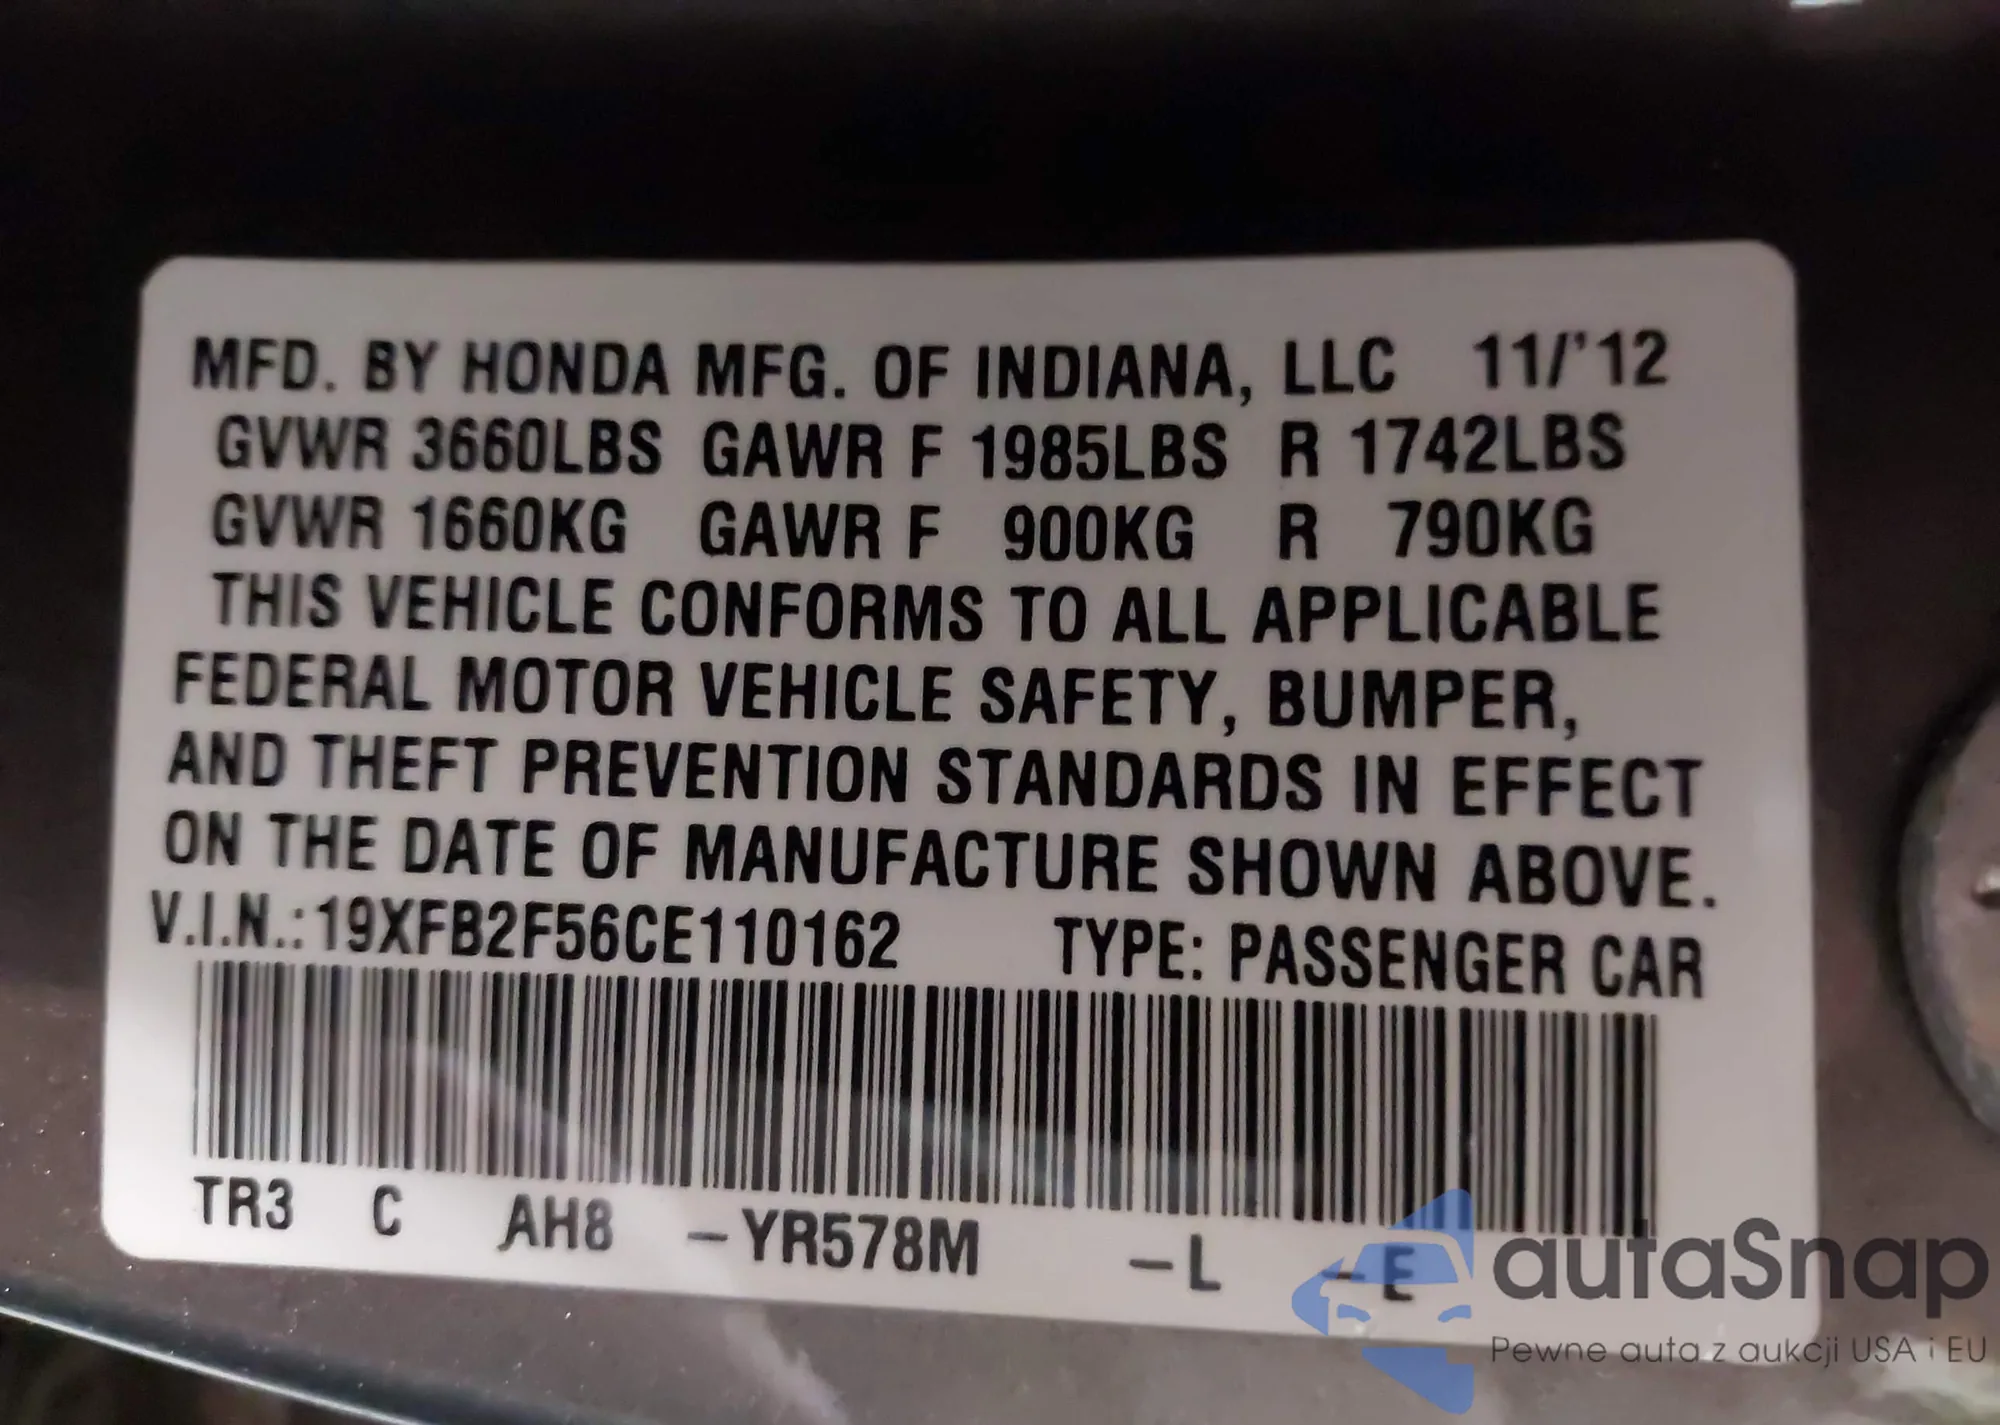 MFD. BY HONDA MFG. OF INDIANA, LLC 11/'12
GVWR 3660LBS GAWR F 1985LBS R 1742LBS
GVWR 1660KG GAWR F 900KG R 790KG
THIS VEHICLE CONFORMS TO ALL APPLICABLE
FEDERAL MOTOR VEHICLE SAFETY, BUMPER,
AND THEFT PREVENTION STANDARDS IN EFFECT
ON THE DATE OF MANUFACTURE SHOWN ABOVE.
V.I.N.:19XFB2F56CE110162 TYPE: PASSENGER CAR
TR3 C AH8 -YR578M -L -E
autaSnap
Pewne auta z aukcji USA i EU